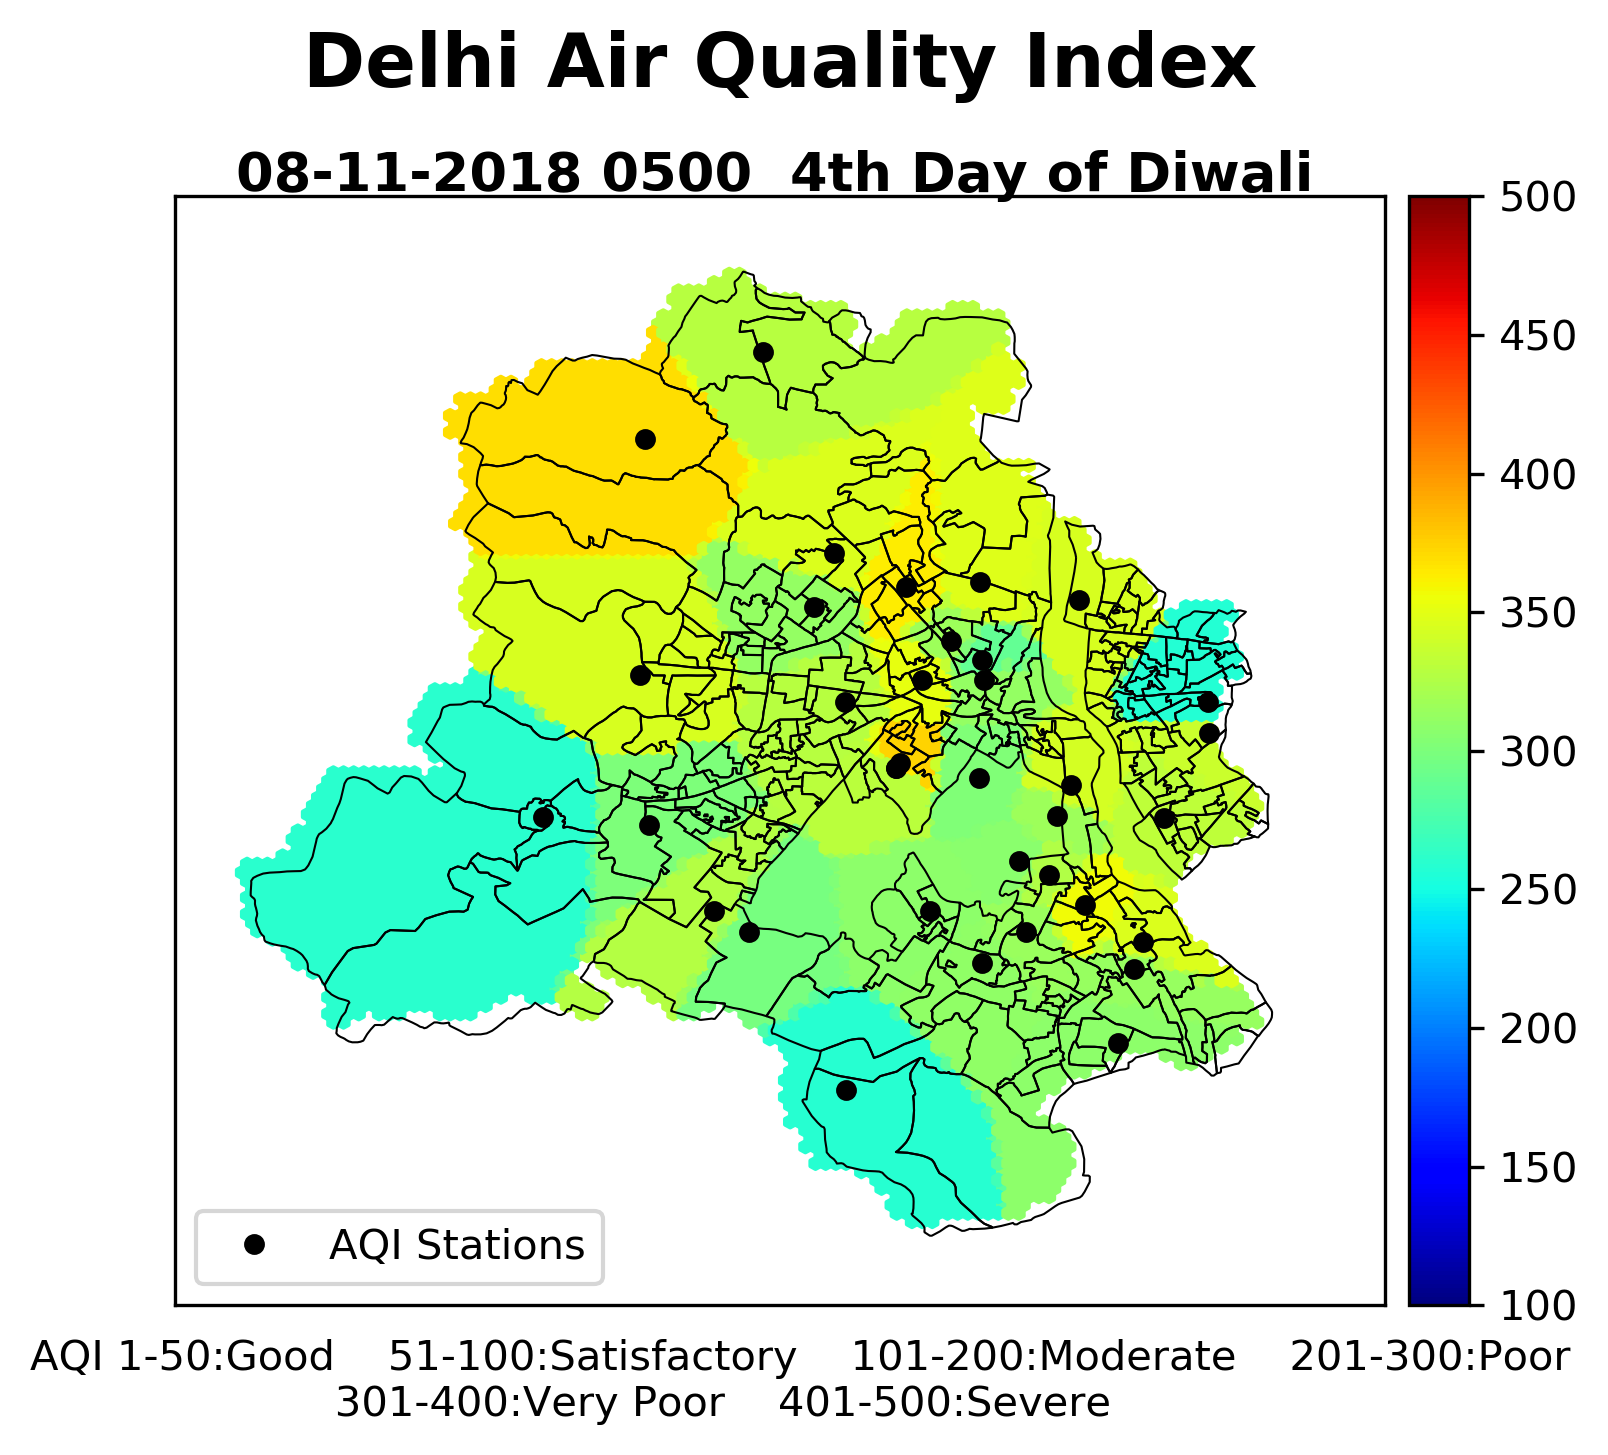 Delhi Air Quality Index
08-11-2018 0500  4th Day of Diwali
500
450
400
350
300
250
200
150
100
AQI Stations
AQI 1-50:Good    51-100:Satisfactory    101-200:Moderate    201-300:Poor
301-400:Very Poor    401-500:Severe